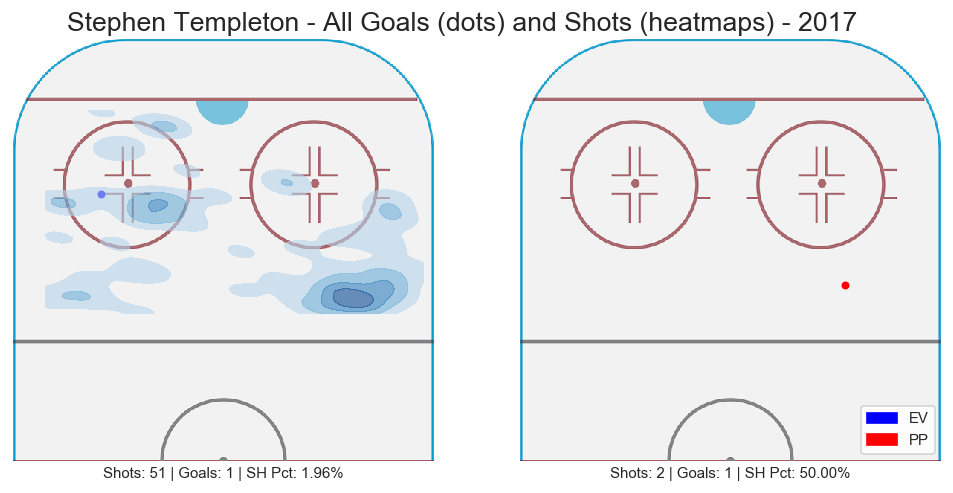 Stephen Templeton - All Goals (dots) and Shots (heatmaps) - 2017
EV
PP
Shots: 51 | Goals: 1 | SH Pct: 1.96%
Shots: 2 | Goals: 1 | SH Pct: 50.00%